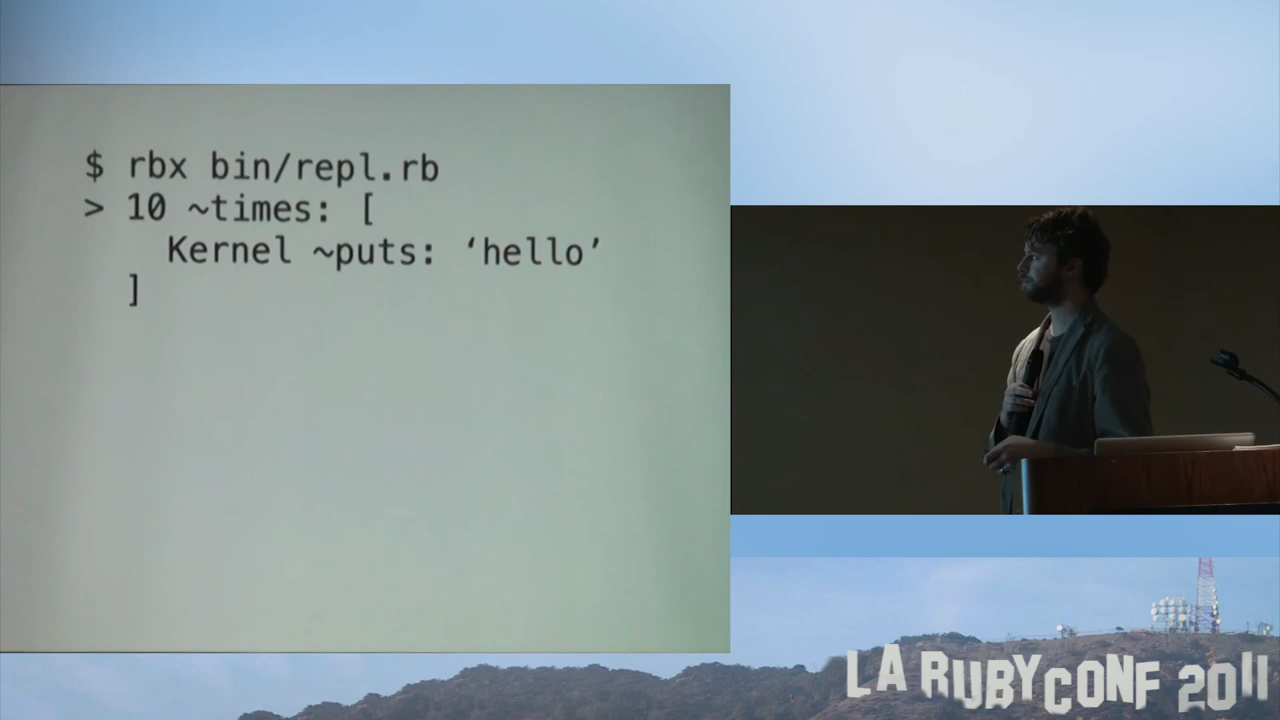 $ rbx bin/repl.rb
> 10 ~times: [
Kernel ~puts: ‘hello’
]
LA RUBYCONF 2011